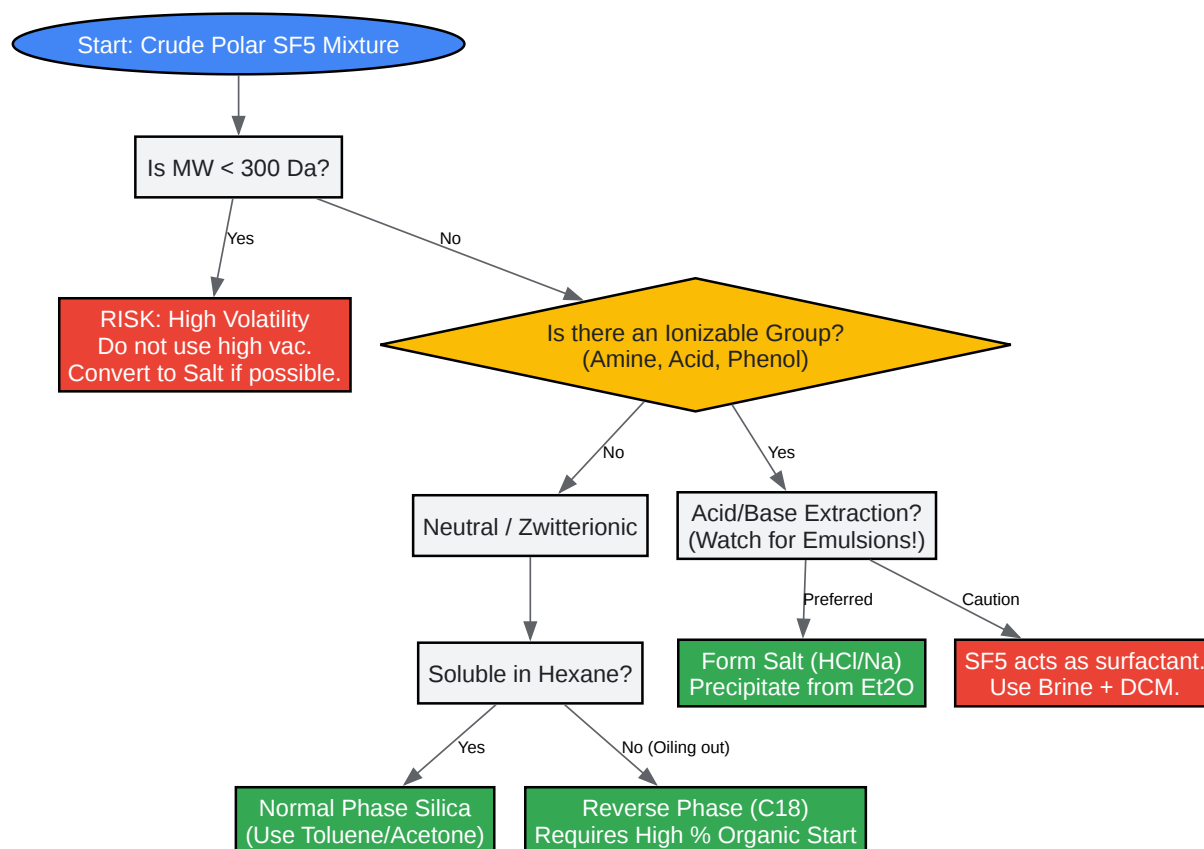 Start: Crude Polar SF5 Mixture
Is MW < 300 Da?
Yes
No
RISK: High Volatility
Do not use high vac.
Convert to Salt if possible.
Is there an Ionizable Group?
(Amine, Acid, Phenol)
No
Yes
Neutral / Zwitterionic
Acid/Base Extraction?
(Watch for Emulsions!)
Preferred
Caution
Soluble in Hexane?
Form Salt (HCl/Na)
Precipitate from Et2O
SF5 acts as surfactant.
Use Brine + DCM.
Yes
No (Oiling out)
Normal Phase Silica
(Use Toluene/Acetone)
Reverse Phase (C18)
Requires High % Organic Start